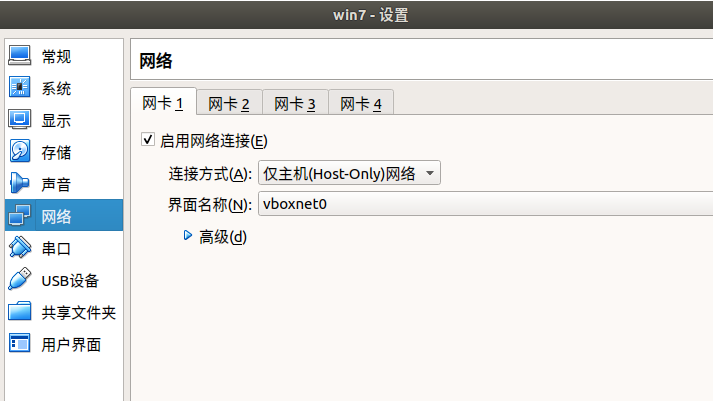 win7 - 设置
常规
系统
显示
存储
声音
网络
串口
USB设备
共享文件夹
用户界面
网络
网卡 1 网卡 2 网卡 3 网卡 4
启用网络连接(E)
连接方式(A): 仅主机(Host-Only)网络
界面名称(N): vboxnet0
高级(d)